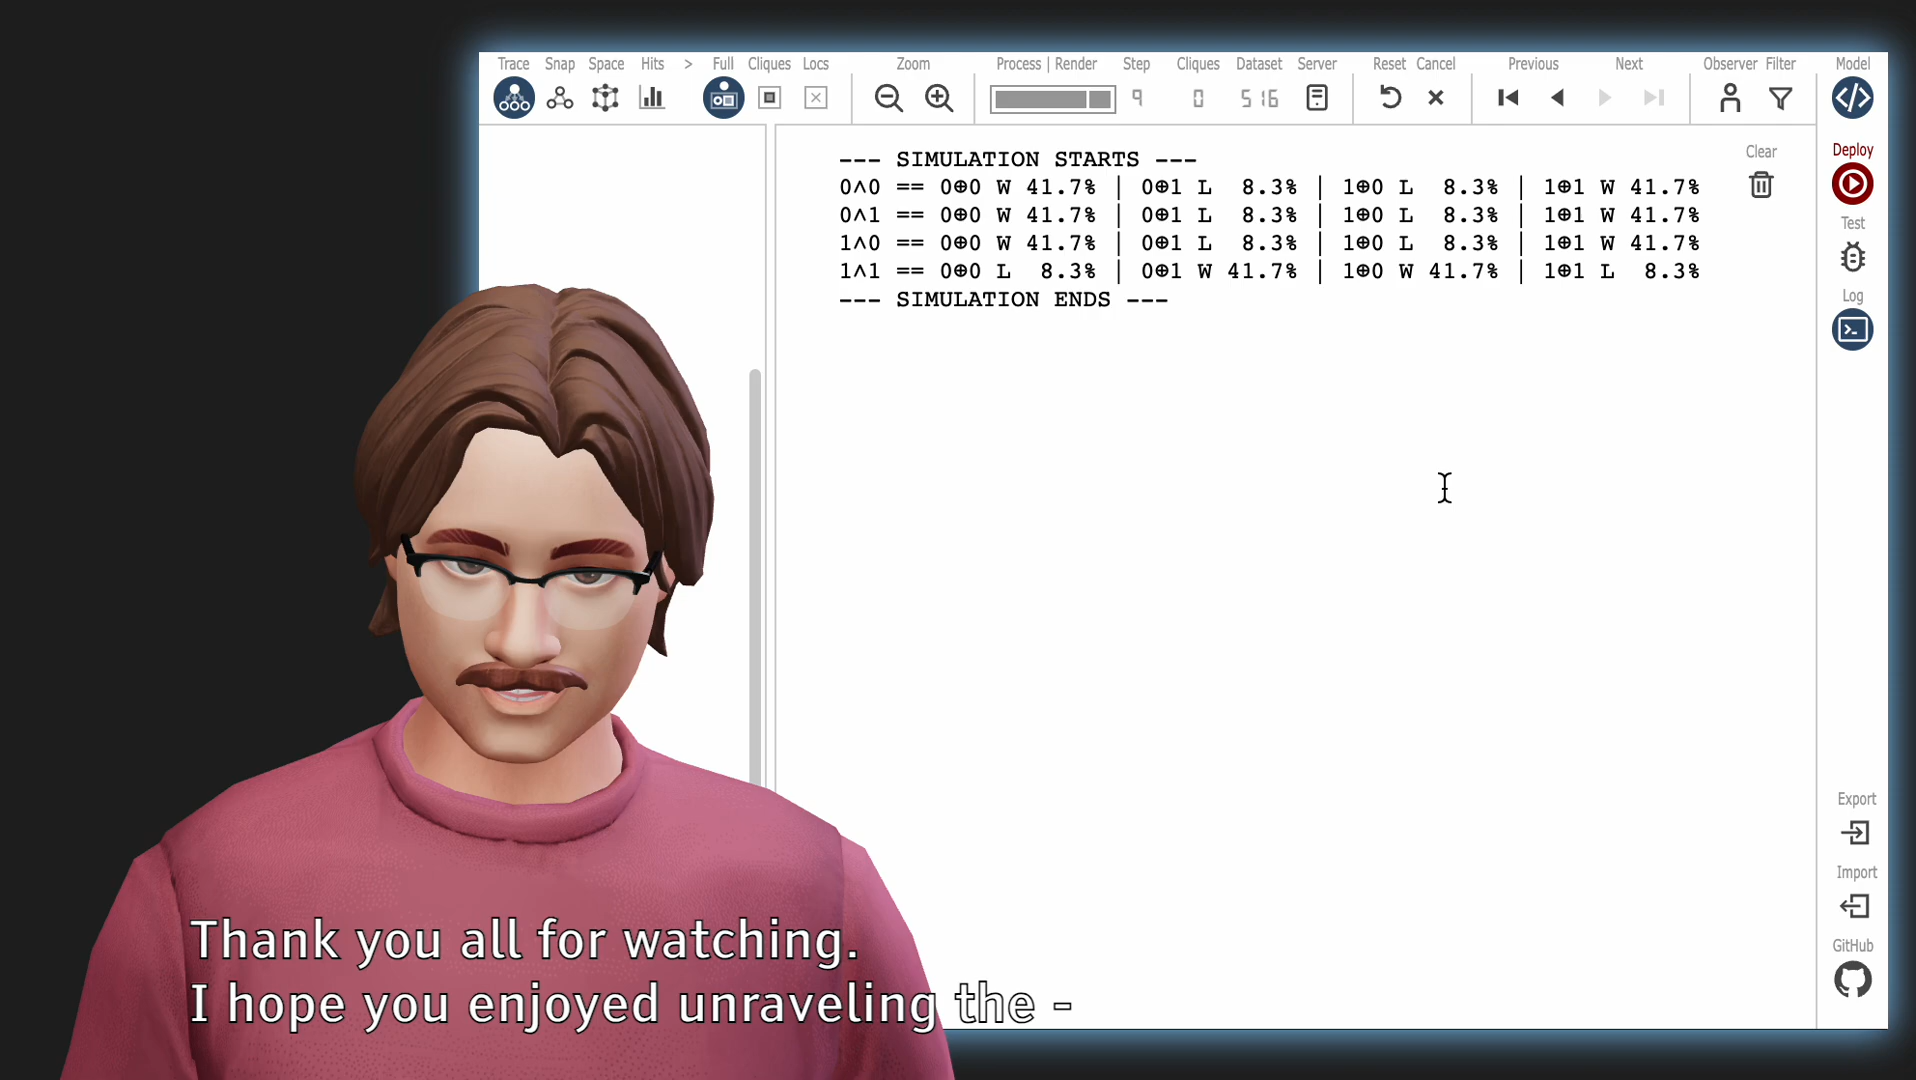 Trace Snap Space Hits > Full Cliques Locs Zoom Process | Render Step Cliques Dataset Server Reset Cancel Previous Next Observer Filter Model
9 0 516
Clear
Deploy
Test
Log
--- SIMULATION STARTS ---
0∧0 == 0⊕0 W 41.7% | 0⊕1 L 8.3% | 1⊕0 L 8.3% | 1⊕1 W 41.7%
0∧1 == 0⊕0 W 41.7% | 0⊕1 L 8.3% | 1⊕0 L 8.3% | 1⊕1 W 41.7%
1∧0 == 0⊕0 W 41.7% | 0⊕1 L 8.3% | 1⊕0 L 8.3% | 1⊕1 W 41.7%
1∧1 == 0⊕0 L 8.3% | 0⊕1 W 41.7% | 1⊕0 W 41.7% | 1⊕1 L 8.3%
--- SIMULATION ENDS ---
Export
Import
GitHub
Thank you all for watching.
I hope you enjoyed unraveling the -